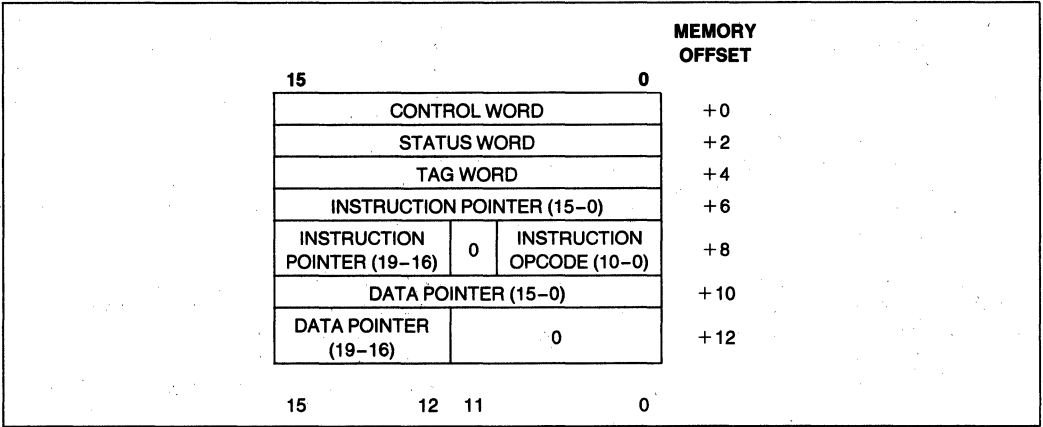 MEMORY
OFFSET
15 0
CONTROL WORD +0
STATUS WORD +2
TAG WORD +4
INSTRUCTION POINTER (15–0) +6
INSTRUCTION POINTER (19–16) 0 INSTRUCTION OPCODE (10–0) +8
DATA POINTER (15–0) +10
DATA POINTER (19–16) 0 +12
15 12 11 0